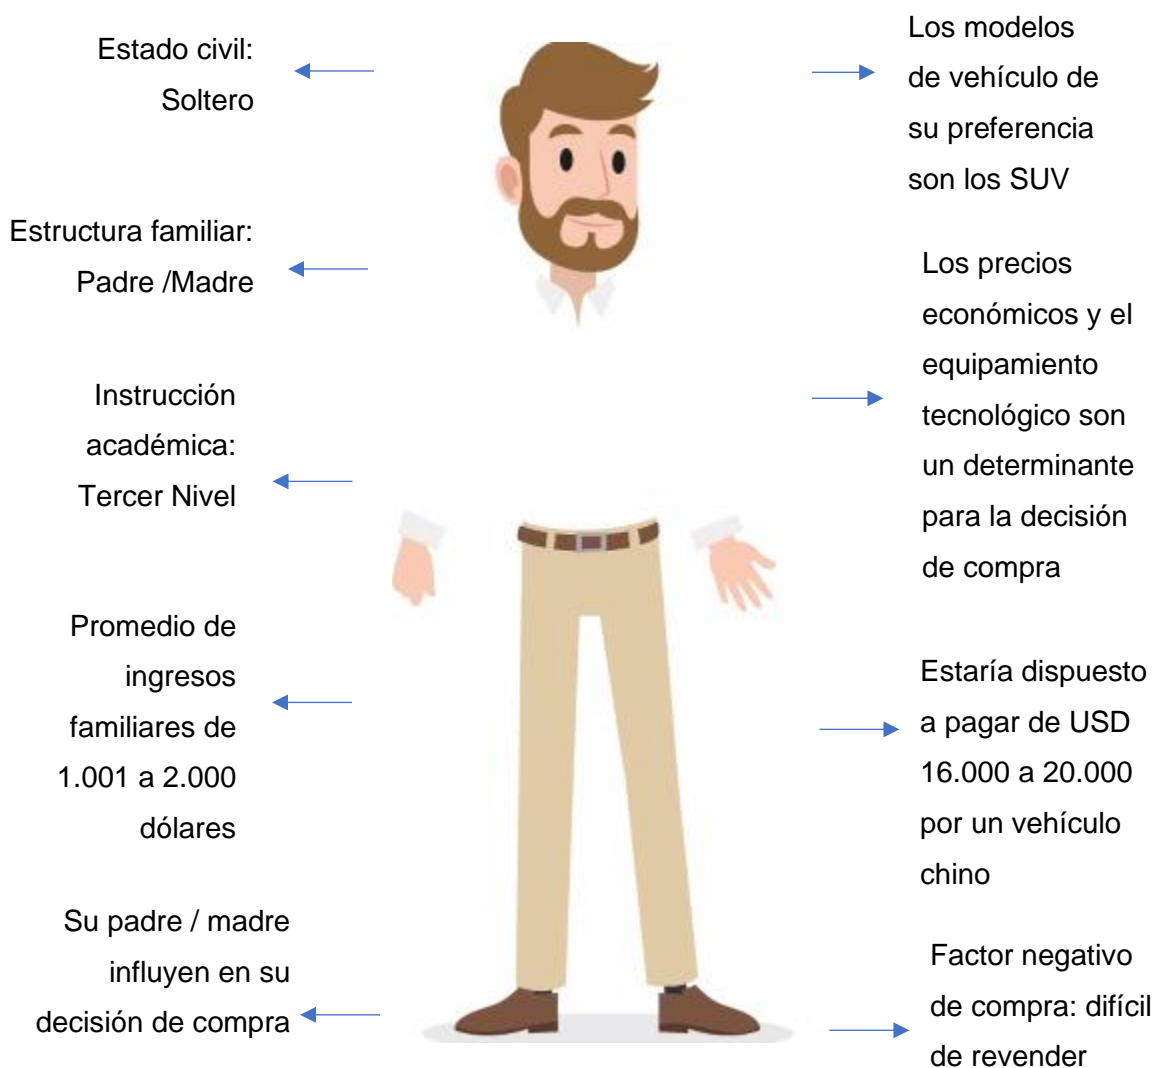 Estado civil:
Soltero
Estructura familiar:
Padre /Madre
Instrucción
académica:
Tercer Nivel
Promedio de
ingresos
familiares de
1.001 a 2.000
dólares
Su padre / madre
influyen en su
decisión de compra
Los modelos
de vehículo de
su preferencia
son los SUV
Los precios
económicos y el
equipamiento
tecnológico son
un determinante
para la decisión
de compra
Estaría dispuesto
a pagar de USD
16.000 a 20.000
por un vehículo
chino
Factor negativo
de compra: difícil
de revender